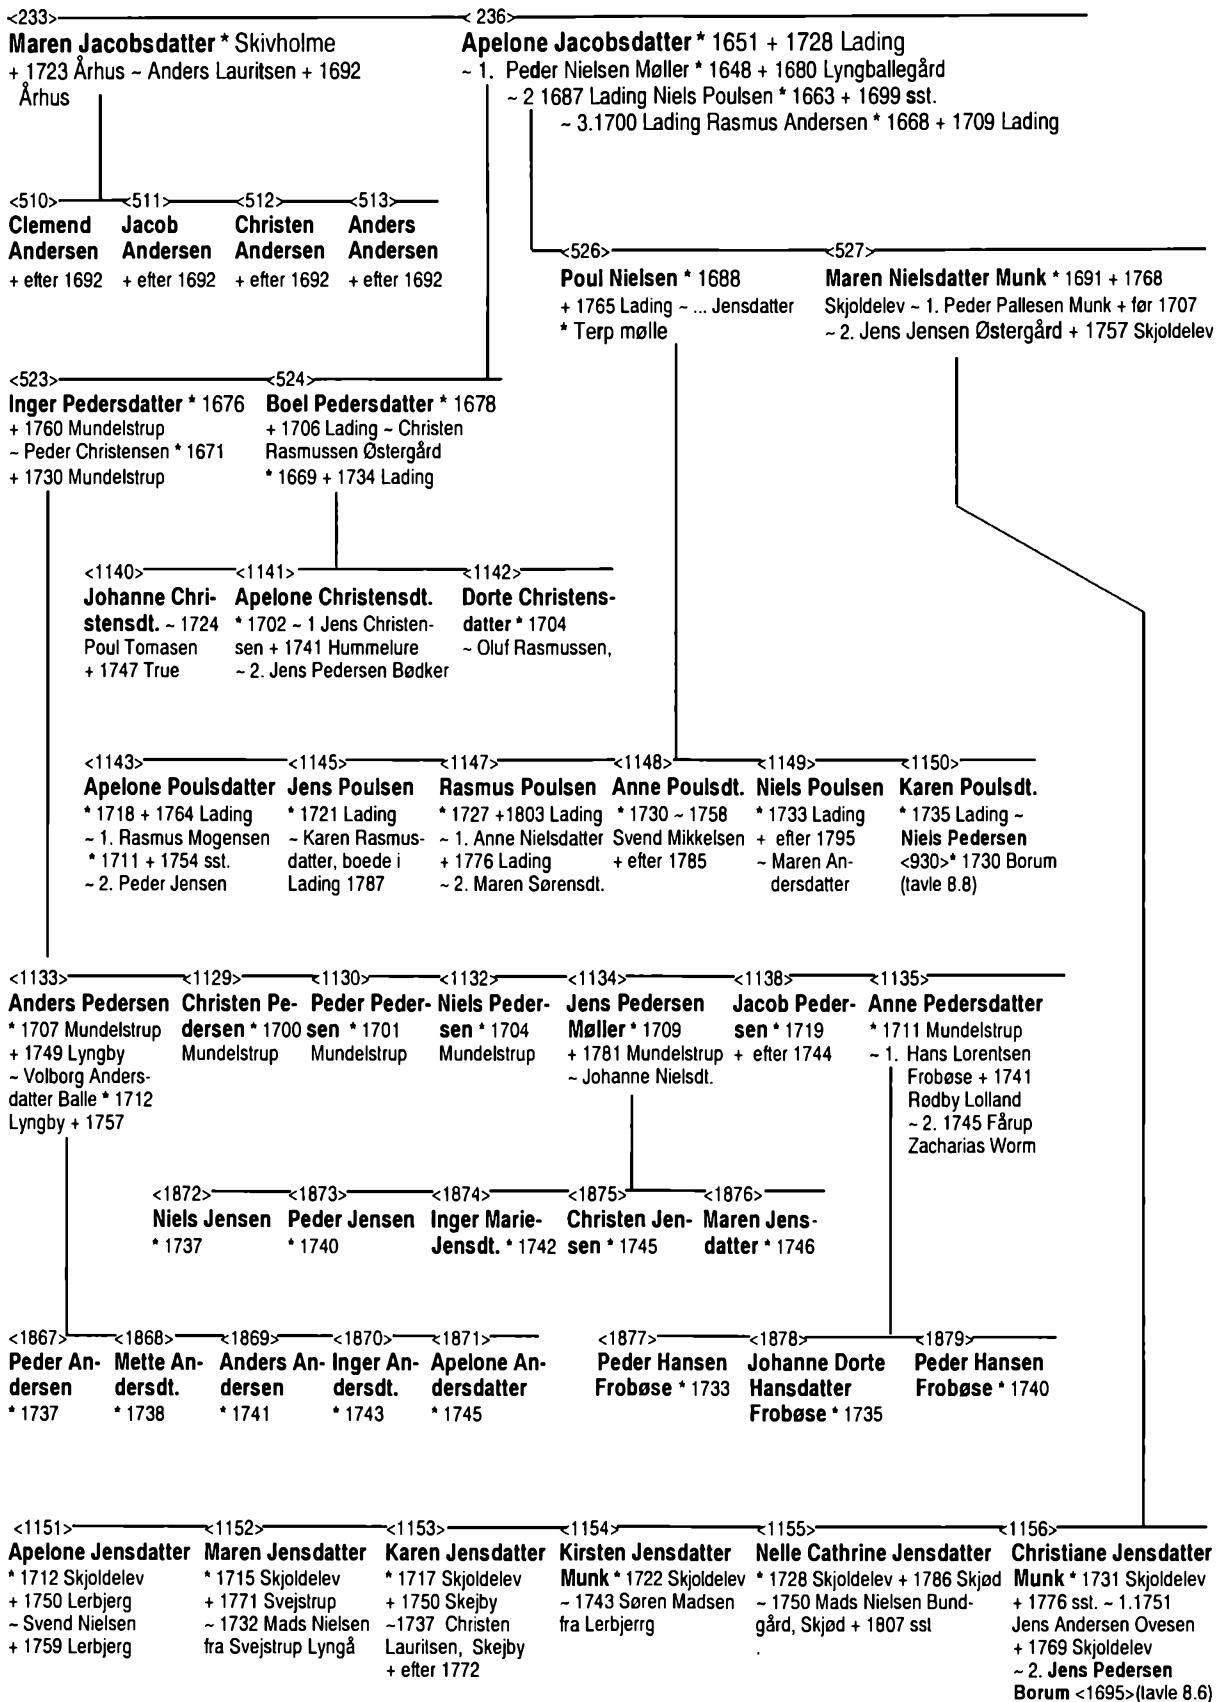 <233>
Maren Jacobsdatter * Skivholme
+ 1723 Århus ~ Anders Lauritsen + 1692
Århus
< 236>
Apelone Jacobsdatter * 1651 + 1728 Lading
~ 1. Peder Nielsen Møller * 1648 + 1680 Lyngballegård
~ 2 1687 Lading Niels Poulsen * 1663 + 1699 sst.
~ 3.1700 Lading Rasmus Andersen * 1668 + 1709 Lading
<510>
Clemend
Andersen
+ efter 1692
<511>
Jacob
Andersen
+ efter 1692
<512>
Christen
Andersen
+ efter 1692
<513>
Anders
Andersen
+ efter 1692
<526>
Poul Nielsen * 1688
+ 1765 Lading ~ ... Jensdatter
* Terp mølle
<527>
Maren Nielsdatter Munk * 1691 + 1768
Skjoldelev ~ 1. Peder Pallesen Munk + før 1707
~ 2. Jens Jensen Østergård + 1757 Skjoldelev
<523>
Inger Pedersdatter * 1676
+ 1760 Mundelstrup
~ Peder Christensen * 1671
+ 1730 Mundelstrup
<524>
Boel Pedersdatter * 1678
+ 1706 Lading ~ Christen
Rasmussen Østergård
* 1669 + 1734 Lading
<1140>
Johanne Chri-
stensdt. ~ 1724
Poul Tomasen
+ 1747 True
<1141>
Apelone Christensdt.
* 1702 ~ 1 Jens Christen-
sen + 1741 Hummelure
~ 2. Jens Pedersen Bødker
<1142>
Dorte Christens-
datter * 1704
~ Oluf Rasmussen,
<1143>
Apelone Poulsdatter
* 1718 + 1764 Lading
~ 1. Rasmus Mogensen
* 1711 + 1754 sst.
~ 2. Peder Jensen
<1145>
Jens Poulsen
* 1721 Lading
~ Karen Rasmus-
datter, boede i
Lading 1787
<1147>
Rasmus Poulsen
* 1727 +1803 Lading
~ 1. Anne Nielsdatter
+ 1776 Lading
~ 2. Maren Sørensdt.
<1148>
Anne Poulsdt.
* 1730 ~ 1758
Svend Mikkelsen
+ efter 1785
<1149>
Niels Poulsen
* 1733 Lading
+ efter 1795
~ Maren An-
dersdatter
<1150>
Karen Poulsdt.
* 1735 Lading ~
Niels Pedersen
<930>* 1730 Borum
(tavle 8.8)
<1133>
Anders Pedersen
* 1707 Mundelstrup
+ 1749 Lyngby
~ Volborg Anders-
datter Balle * 1712
Lyngby + 1757
<1129>
Christen Pe-
dersen * 1700
Mundelstrup
<1130>
Peder Peder-
sen * 1701
Mundelstrup
<1132>
Niels Peder-
sen * 1704
Mundelstrup
<1134>
Jens Pedersen
Møller * 1709
+ 1781 Mundelstrup
~ Johanne Nielsdt.
<1138>
Jacob Peder-
sen * 1719
+ efter 1744
<1135>
Anne Pedersdatter
* 1711 Mundelstrup
~ 1. Hans Lorentsen
Frobøse + 1741
Rødby Lolland
~ 2. 1745 Fårup
Zacharias Worm
<1872>
Niels Jensen
* 1737
<1873>
Peder Jensen
* 1740
<1874>
Inger Marie-
Jensdt. * 1742
<1875>
Christen Jen-
sen * 1745
<1876>
Maren Jens-
datter * 1746
<1867>
Peder An-
dersen
* 1737
<1868>
Mette An-
dersdt.
* 1738
<1869>
Anders An-
dersen
* 1741
<1870>
Inger An-
dersdt.
* 1743
<1871>
Apelone An-
dersdatter
* 1745
<1877>
Peder Hansen
Frobøse * 1733
<1878>
Johanne Dorte
Hansdatter
Frobøse * 1735
<1879>
Peder Hansen
Frobøse * 1740
<1151>
Apelone Jensdatter
* 1712 Skjoldelev
+ 1750 Lerbjerg
~ Svend Nielsen
+ 1759 Lerbjerg
<1152>
Maren Jensdatter
* 1715 Skjoldelev
+ 1771 Svejstrup
~ 1732 Mads Nielsen
fra Svejstrup Lyngå
<1153>
Karen Jensdatter
* 1717 Skjoldelev
+ 1750 Skejby
~1737 Christen
Lauritsen, Skejby
+ efter 1772
<1154>
Kirsten Jensdatter
Munk * 1722 Skjoldelev
~ 1743 Søren Madsen
fra Lerbjerrg
<1155>
Nelle Cathrine Jensdatter
* 1728 Skjoldelev + 1786 Skjød
~ 1750 Mads Nielsen Bund-
gård, Skjød + 1807 sst
.
<1156>
Christiane Jensdatter
Munk * 1731 Skjoldelev
+ 1776 sst. ~ 1.1751
Jens Andersen Ovesen
+ 1769 Skjoldelev
~ 2. Jens Pedersen
Borum <1695>(tavle 8.6)